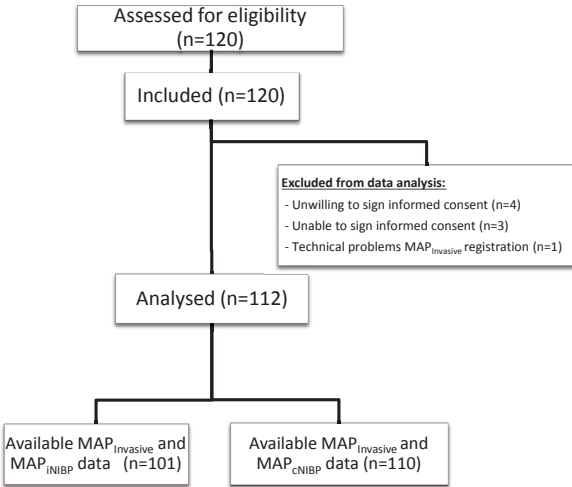 Assessed for eligibility
(n=120)
Included (n=120)
Excluded from data analysis:
- Unwilling to sign informed consent (n=4)
- Unable to sign informed consent (n=3)
- Technical problems MAPInvasive registration (n=1)
Analysed (n=112)
Available MAPInvasive and
MAPiNIBP data (n=101)
Available MAPInvasive and
MAPcNIBP data (n=110)